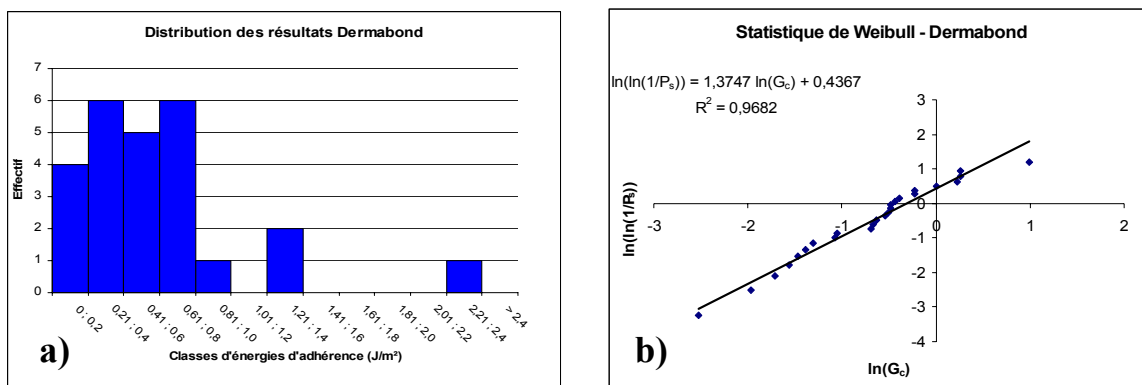 Distribution des résultats Dermabond
7
6
5
4
3
2
1
0
Effectif
0 ; 0,2
0,21 ; 0,4
0,41 ; 0,6
0,61 ; 0,8
0,81 ; 1,0
1,01 ; 1,2
1,21 ; 1,4
1,41 ; 1,6
1,61 ; 1,8
1,81 ; 2,0
2,01 ; 2,2
2,21 ; 2,4
> 2,4
Classes d'énergies d'adhérence (J/m²)
a)
Statistique de Weibull - Dermabond
ln(ln(1/Pₛ)) = 1,3747 ln(G꜀) + 0,4367
R² = 0,9682
3
2
1
0
-1
-2
-3
-4
-3 -2 -1 0 1 2
ln(ln(1/Pₛ))
ln(G꜀)
b)